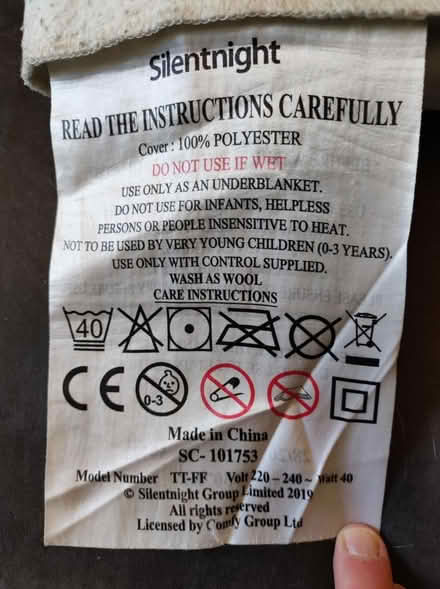 Silentnight
READ THE INSTRUCTIONS CAREFULLY
Cover : 100% POLYESTER
DO NOT USE IF WET
USE ONLY AS AN UNDERBLANKET.
DO NOT USE FOR INFANTS, HELPLESS
PERSONS OR PEOPLE INSENSITIVE TO HEAT.
NOT TO BE USED BY VERY YOUNG CHILDREN (0-3 YEARS).
USE ONLY WITH CONTROL SUPPLIED.
WASH AS WOOL
CARE INSTRUCTIONS
40
CE 0-3
Made in China
SC- 101753
Model Number TT-FF Volt 220 – 240 ~ Watt 40
© Silentnight Group Limited 2019
All rights reserved
Licensed by Comfy Group Ltd